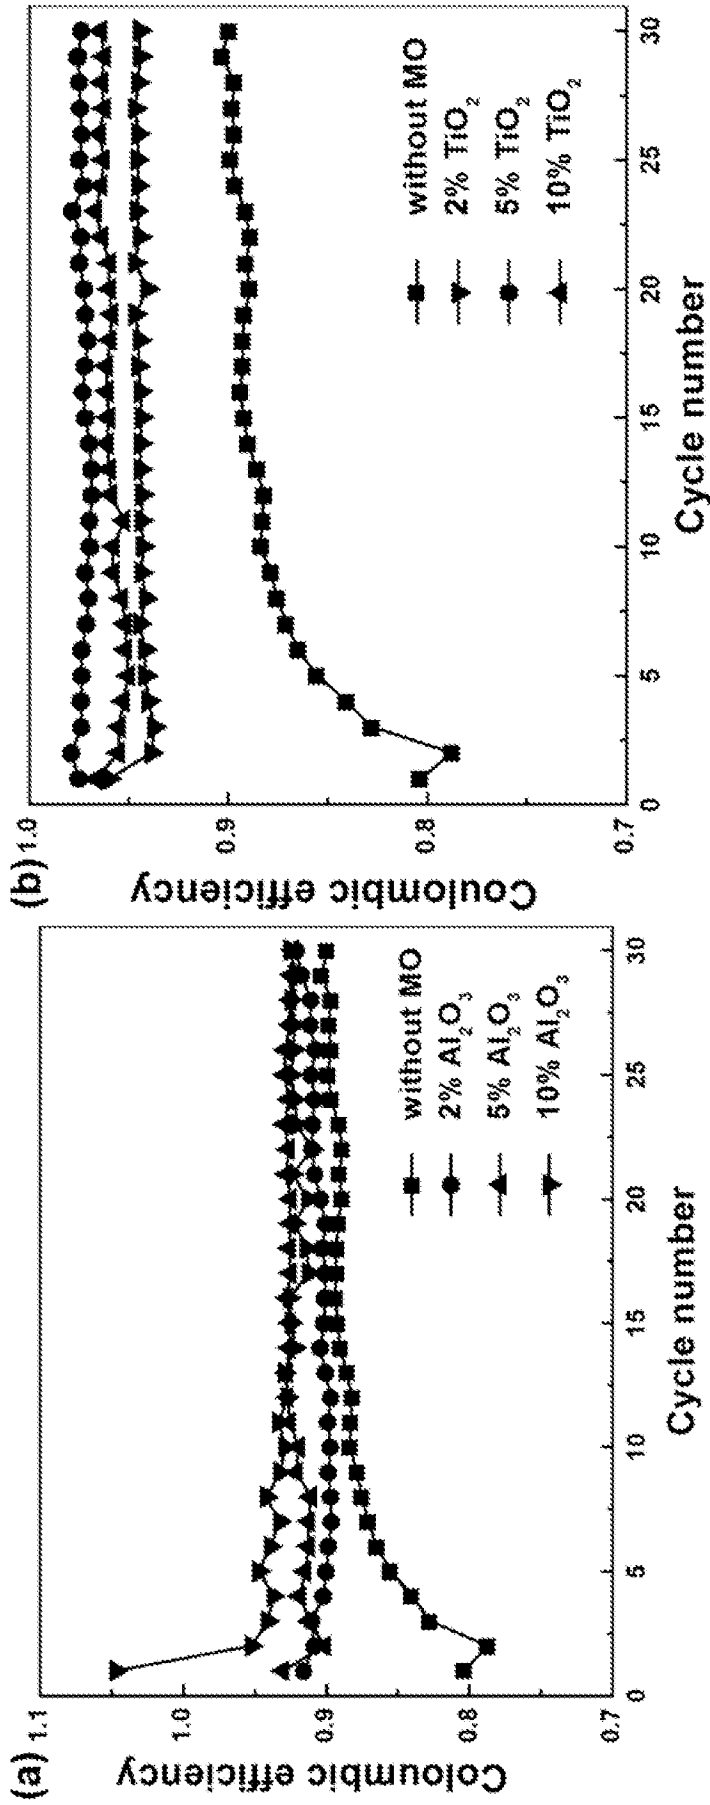 (a)
1.1
1.0
0.9
0.8
0.7
Coloumbic efficiency
0
5
10
15
20
25
30
Cycle number
without MO
2% Al2O3
5% Al2O3
10% Al2O3
(b)
1.0
0.9
0.8
0.7
Coulombic efficiency
0
5
10
15
20
25
30
Cycle number
without MO
2% TiO2
5% TiO2
10% TiO2